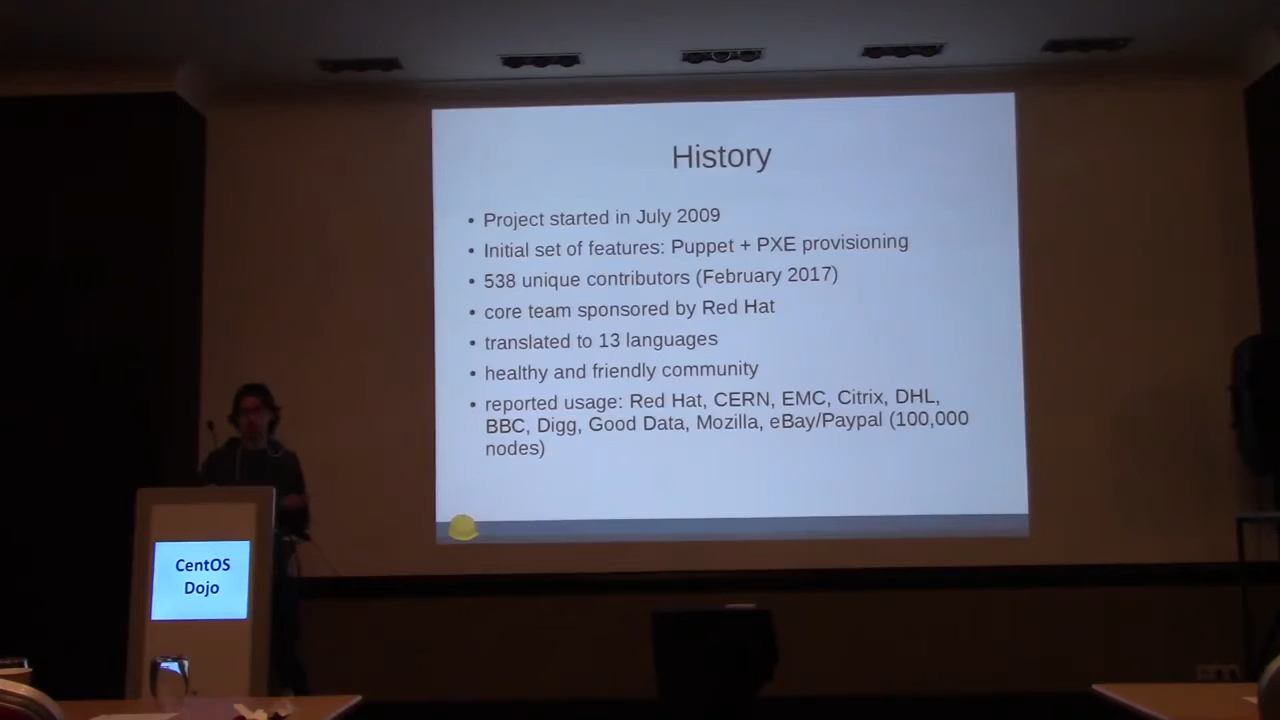 History
• Project started in July 2009
• Initial set of features: Puppet + PXE provisioning
• 538 unique contributors (February 2017)
• core team sponsored by Red Hat
• translated to 13 languages
• healthy and friendly community
• reported usage: Red Hat, CERN, EMC, Citrix, DHL,
BBC, Digg, Good Data, Mozilla, eBay/Paypal (100,000
nodes)
CentOS
Dojo